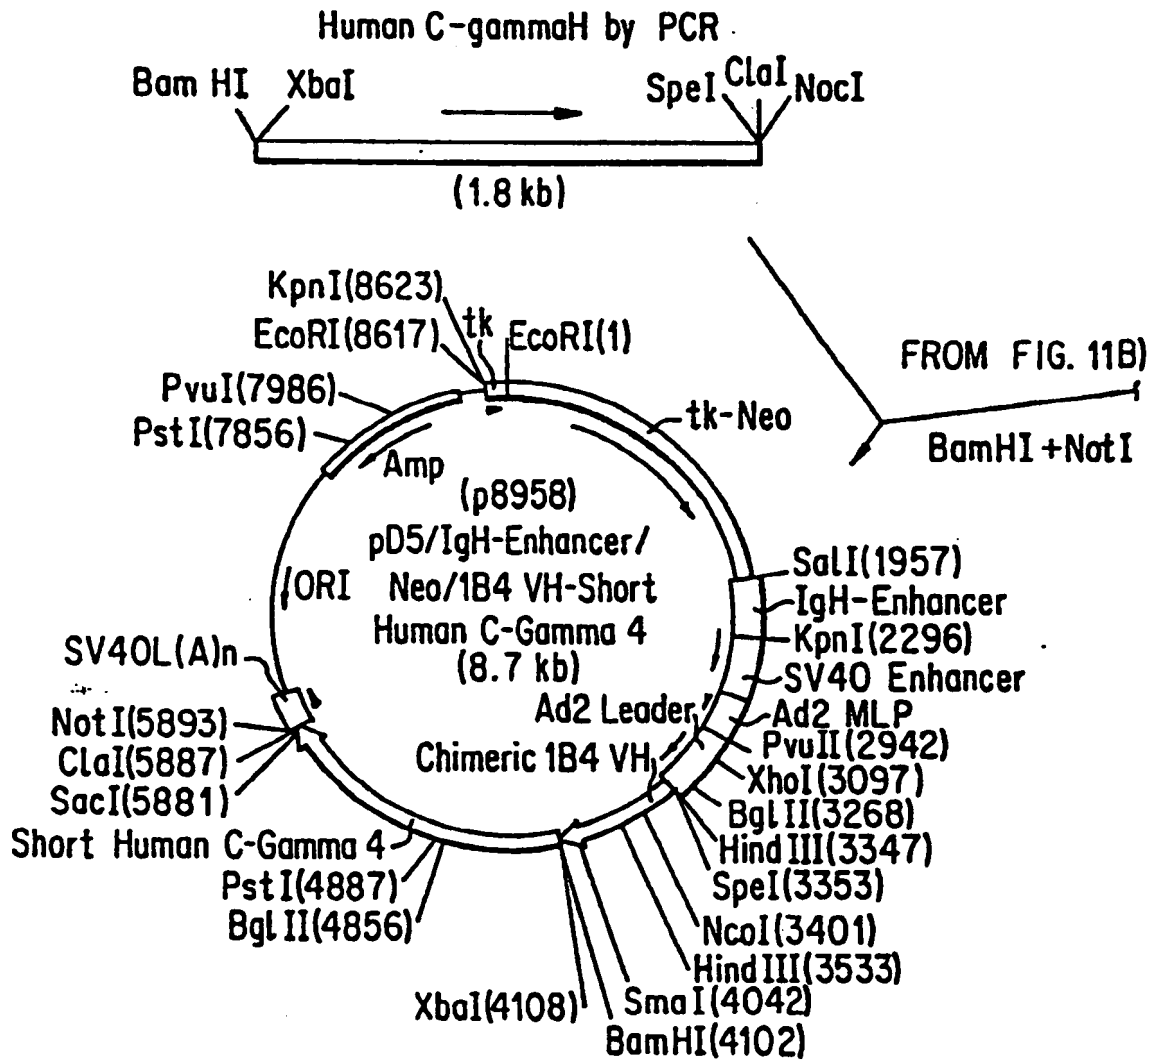 Human C-gammaH by PCR
Bam HI
XbaI
SpeI
ClaI
NocI
(1.8 kb)
KpnI(8623)
EcoRI(8617)
tk
EcoRI(1)
PvuI(7986)
PstI(7856)
Amp
tk-Neo
FROM FIG. 11B)
BamHI+NotI
(p8958)
pD5/IgH-Enhancer/
Neo/1B4 VH-Short
Human C-Gamma 4
(8.7 kb)
ORI
SalI(1957)
IgH-Enhancer
KpnI(2296)
SV40 Enhancer
Ad2 MLP
Ad2 Leader
PvuII(2942)
Chimeric 1B4 VH
XhoI(3097)
BglII(3268)
HindIII(3347)
SpeI(3353)
NcoI(3401)
HindIII(3533)
SmaI(4042)
BamHI(4102)
XbaI(4108)
SV40L(A)n
NotI(5893)
ClaI(5887)
SacI(5881)
Short Human C-Gamma 4
PstI(4887)
BglII(4856)